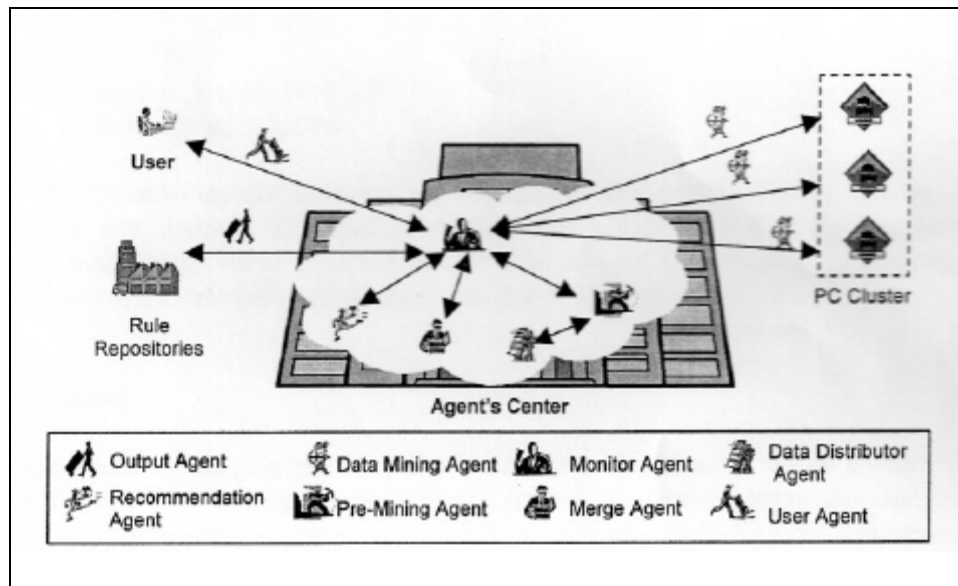 User
Rule
Repositories
PC Cluster
Agent's Center
Output Agent
Data Mining Agent
Monitor Agent
Data Distributor
Agent
Recommendation
Agent
Pre-Mining Agent
Merge Agent
User Agent